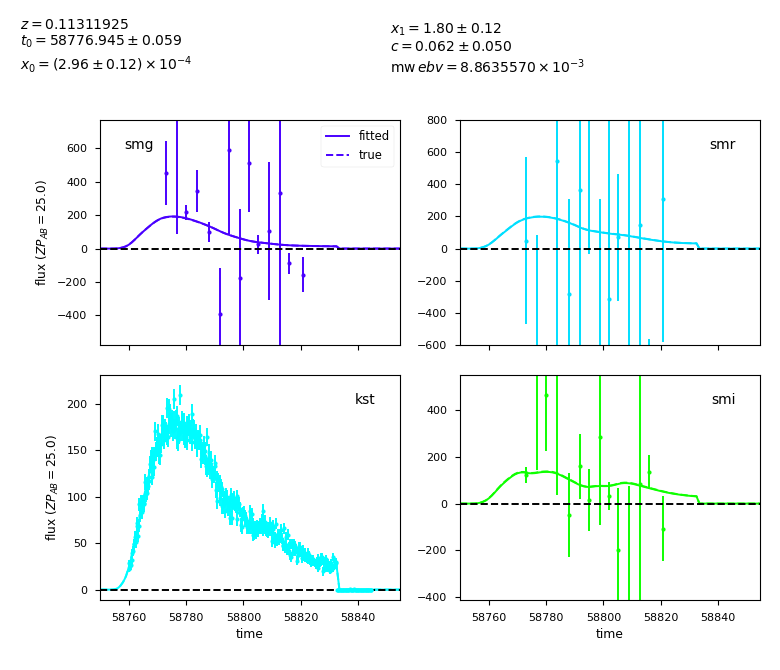 z = 0.11311925
t₀ = 58776.945 ± 0.059
x₀ = (2.96 ± 0.12) × 10⁻⁴
x₁ = 1.80 ± 0.12
c = 0.062 ± 0.050
mw ebv = 8.8635570 × 10⁻³
smg
fitted
true
600
400
200
0
−200
−400
flux (ZP_AB = 25.0)
smr
800
600
400
200
0
−200
−400
−600
kst
200
150
100
50
0
flux (ZP_AB = 25.0)
58760 58780 58800 58820 58840
time
smi
400
200
0
−200
−400
58760 58780 58800 58820 58840
time